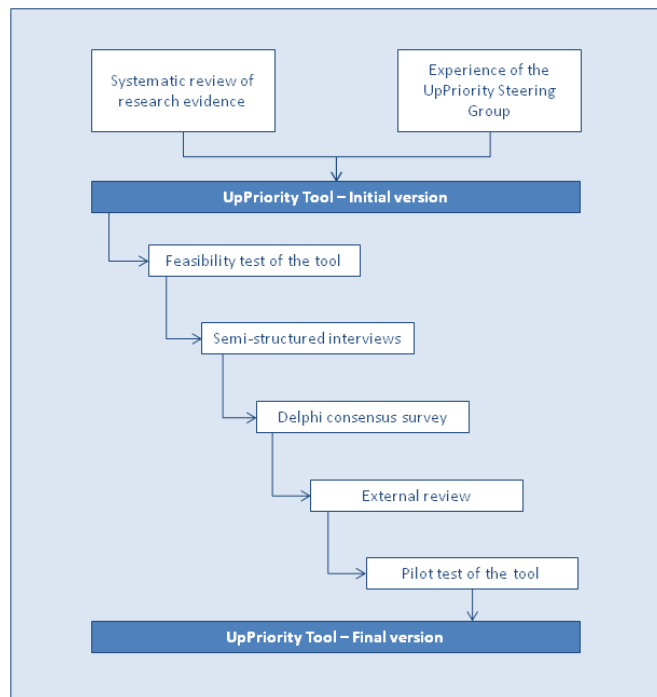 Systematic review of
research evidence
Experience of the
UpPriority Steering
Group
UpPriority Tool – Initial version
Feasibility test of the tool
Semi-structured interviews
Delphi consensus survey
External review
Pilot test of the tool
UpPriority Tool – Final version